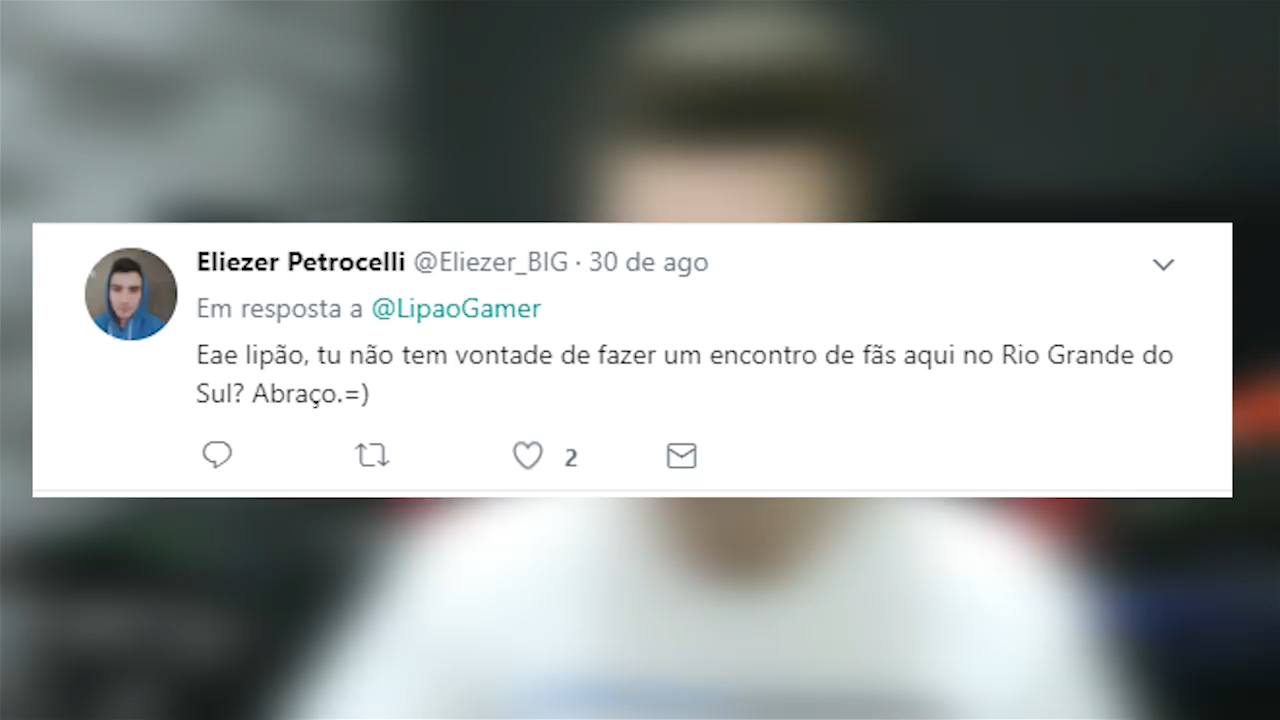 Eliezer Petrocelli @Eliezer_BIG · 30 de ago
Em resposta a @LipaoGamer
Eae lipão, tu não tem vontade de fazer um encontro de fãs aqui no Rio Grande do
Sul? Abraço.=)
2